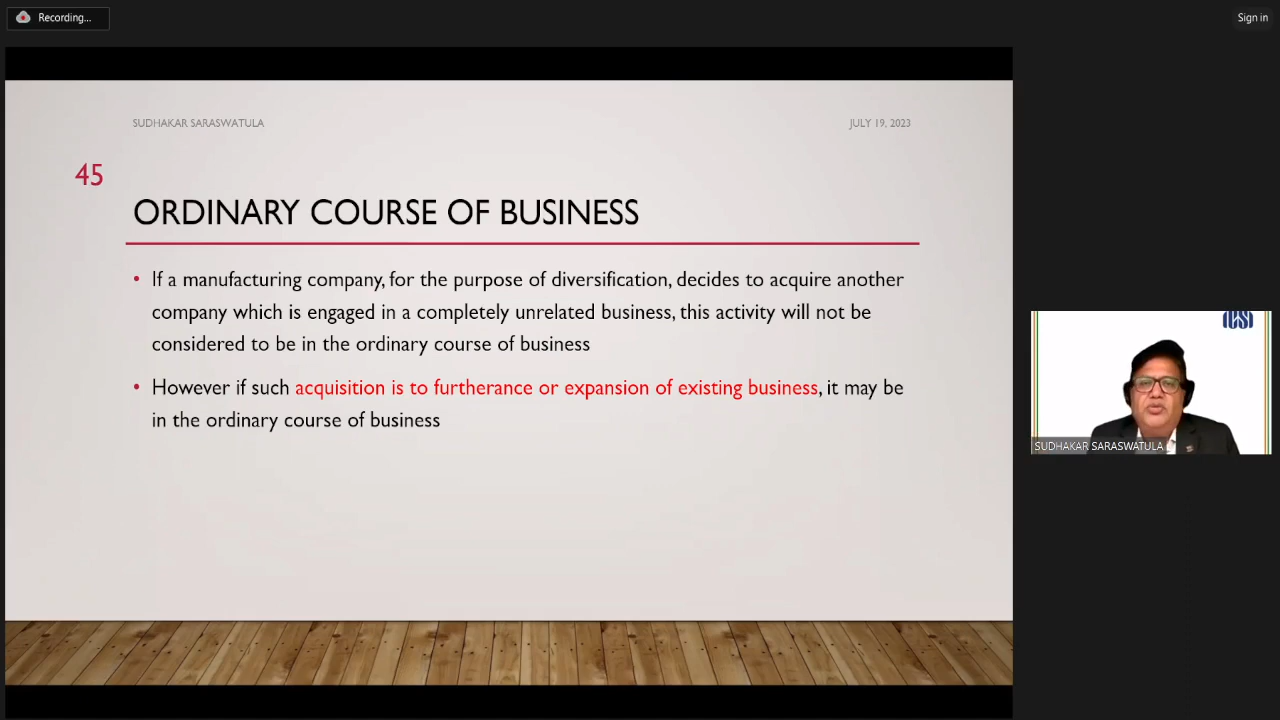 Recording...
Sign in
SUDHAKAR SARASWATULA
JULY 19, 2023
45
ORDINARY COURSE OF BUSINESS
• If a manufacturing company, for the purpose of diversification, decides to acquire another
company which is engaged in a completely unrelated business, this activity will not be
considered to be in the ordinary course of business
• However if such acquisition is to furtherance or expansion of existing business, it may be
in the ordinary course of business
ICSI
SUDHAKAR SARASWATULA